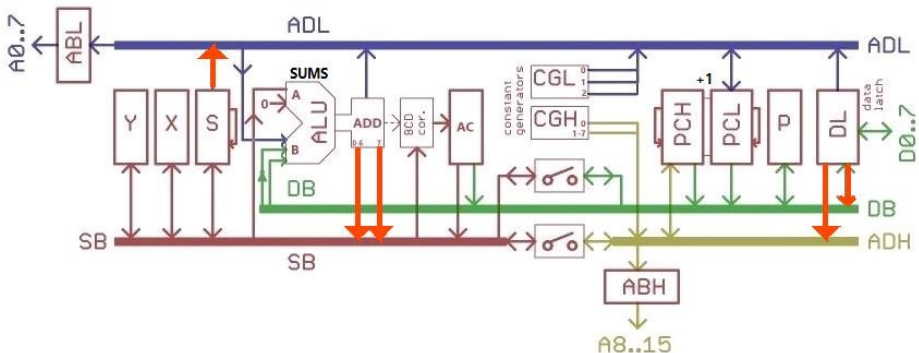 ADL
A0..7
ABL
ADL
SUMS
Y
X
S
0
A
B
ALU
ADD
0-6 7
BCD
cor.
AC
constant
generators
CGL
0
1
2
CGH
0
1-7
+1
PCH
PCL
P
DL
data
latch
D0..7
DB
DB
SB
SB
ADH
ABH
A8..15